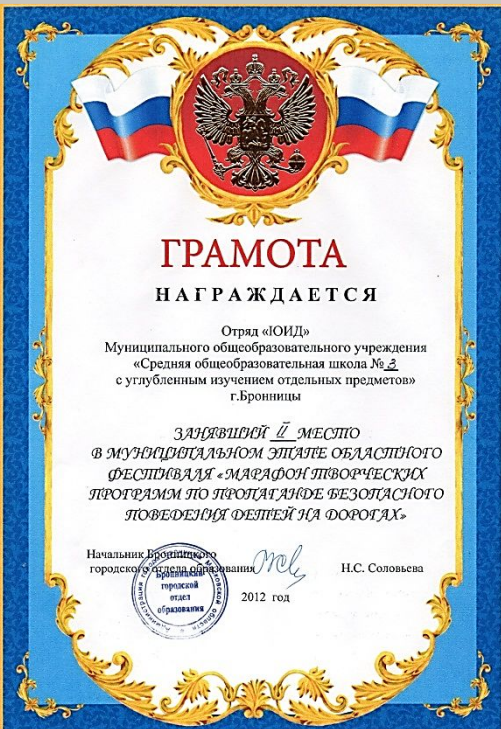 ГРАМОТА
НАГРАЖДАЕТСЯ
Отряд «ЮИД»
Муниципального общеобразовательного учреждения
«Средняя общеобразовательная школа № 3
с углубленным изучением отдельных предметов»
г.Бронницы
ЗАНЯВШИЙ II МЕСТО
В МУНИЦИПАЛЬНОМ ЭТАПЕ ОБЛАСТНОГО
ФЕСТИВАЛЯ «МАРАФОН ТВОРЧЕСКИХ
ПРОГРАММ ПО ПРОПАГАНДЕ БЕЗОПАСНОГО
ПОВЕДЕНИЯ ДЕТЕЙ НА ДОРОГАХ»
Начальник Бронницкого
городского отдела образования
Н.С. Соловьева
2012 год
Бронницкий
городской
отдел
образования